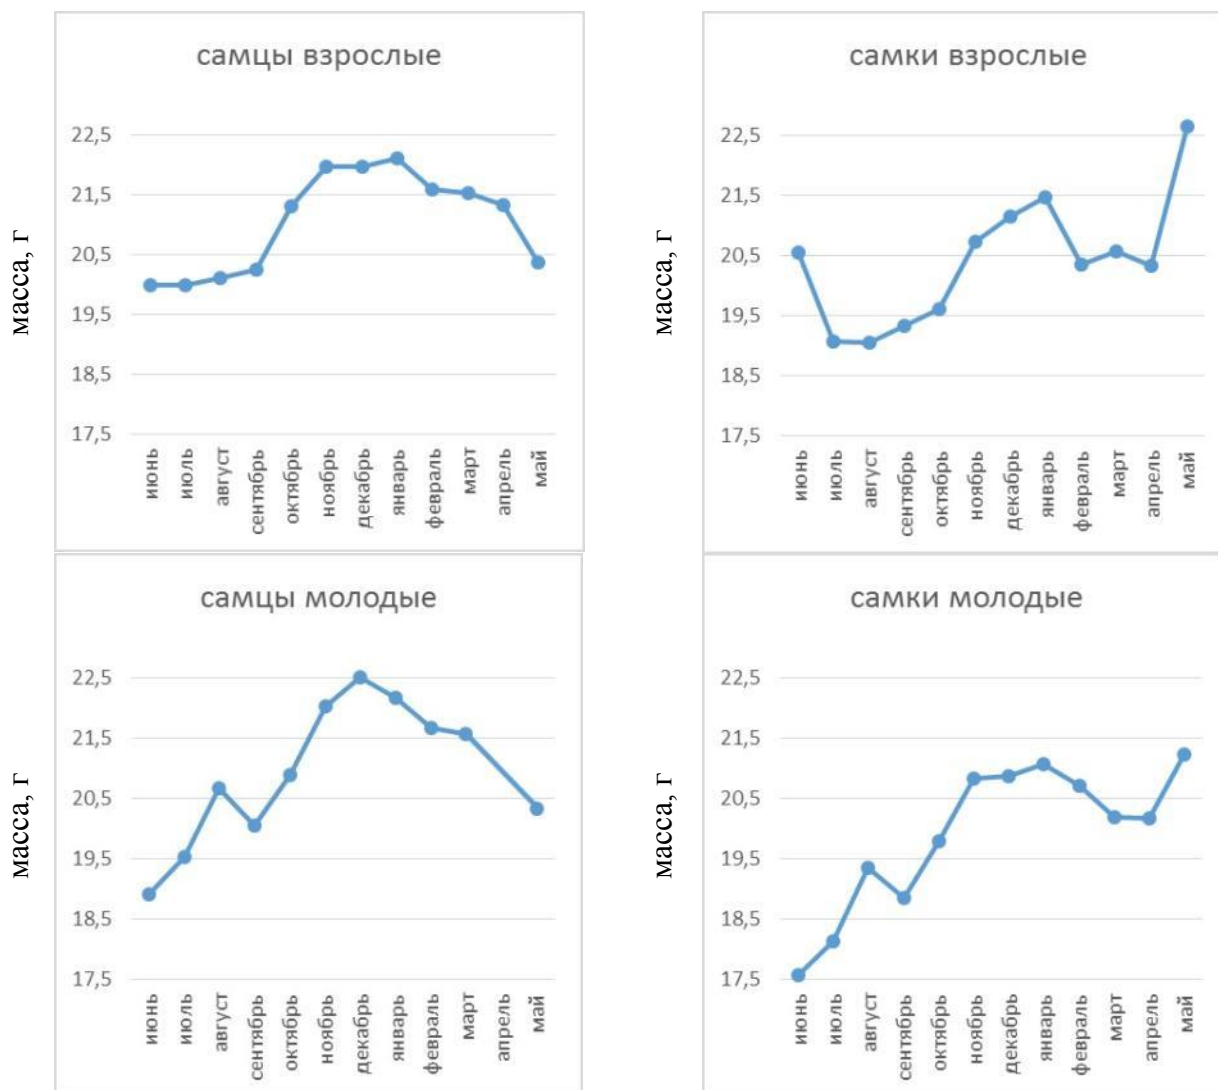 самцы взрослые
масса, г
22,5
21,5
20,5
19,5
18,5
17,5
июнь
июль
август
сентябрь
октябрь
ноябрь
декабрь
январь
февраль
март
апрель
май
самки взрослые
масса, г
22,5
21,5
20,5
19,5
18,5
17,5
июнь
июль
август
сентябрь
октябрь
ноябрь
декабрь
январь
февраль
март
апрель
май
самцы молодые
масса, г
22,5
21,5
20,5
19,5
18,5
17,5
июнь
июль
август
сентябрь
октябрь
ноябрь
декабрь
январь
февраль
март
апрель
май
самки молодые
масса, г
22,5
21,5
20,5
19,5
18,5
17,5
июнь
июль
август
сентябрь
октябрь
ноябрь
декабрь
январь
февраль
март
апрель
май